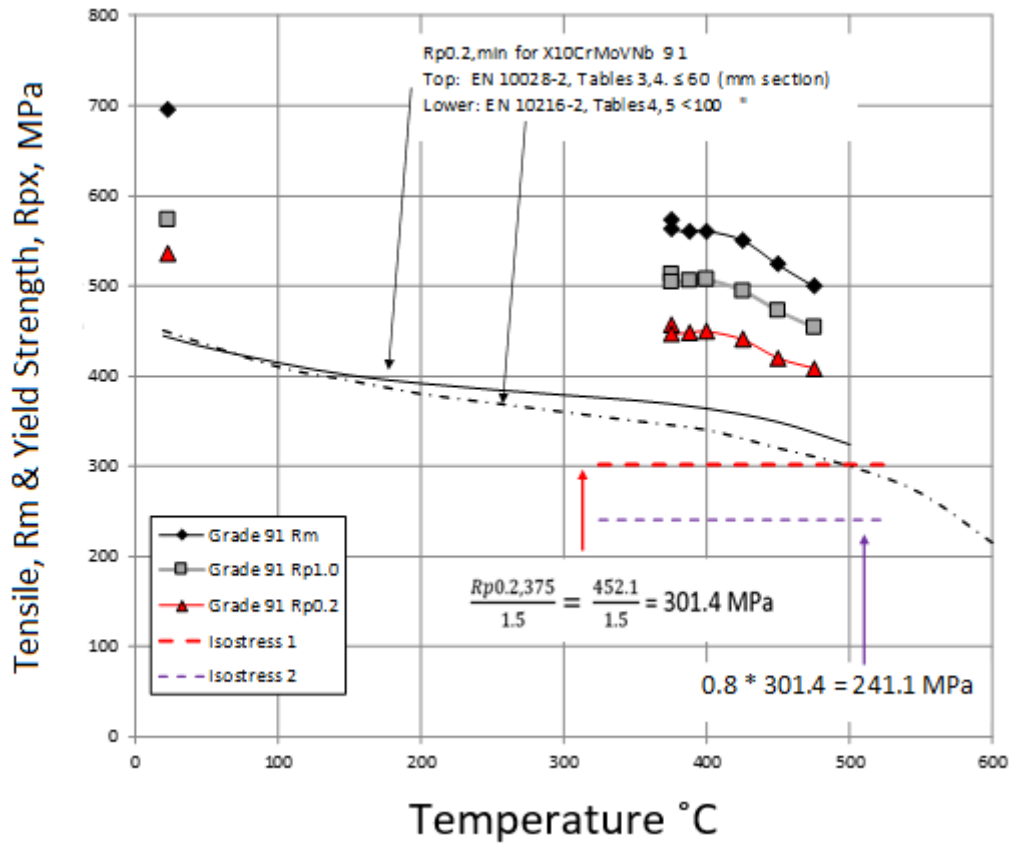 Tensile, Rm & Yield Strength, Rpx, MPa
800
700
600
500
400
300
200
100
0
Rp0.2,min for X10CrMoVNb 9 1
Top: EN 10028-2, Tables 3,4. ≤ 60 (mm section)
Lower: EN 10216-2, Tables 4, 5 <100 "
Grade 91 Rm
Grade 91 Rp1.0
Grade 91 Rp0.2
Isostress 1
Isostress 2
Rp0.2,375/1.5 = 452.1/1.5 = 301.4 MPa
0.8 * 301.4 = 241.1 MPa
0 100 200 300 400 500 600
Temperature ˚C